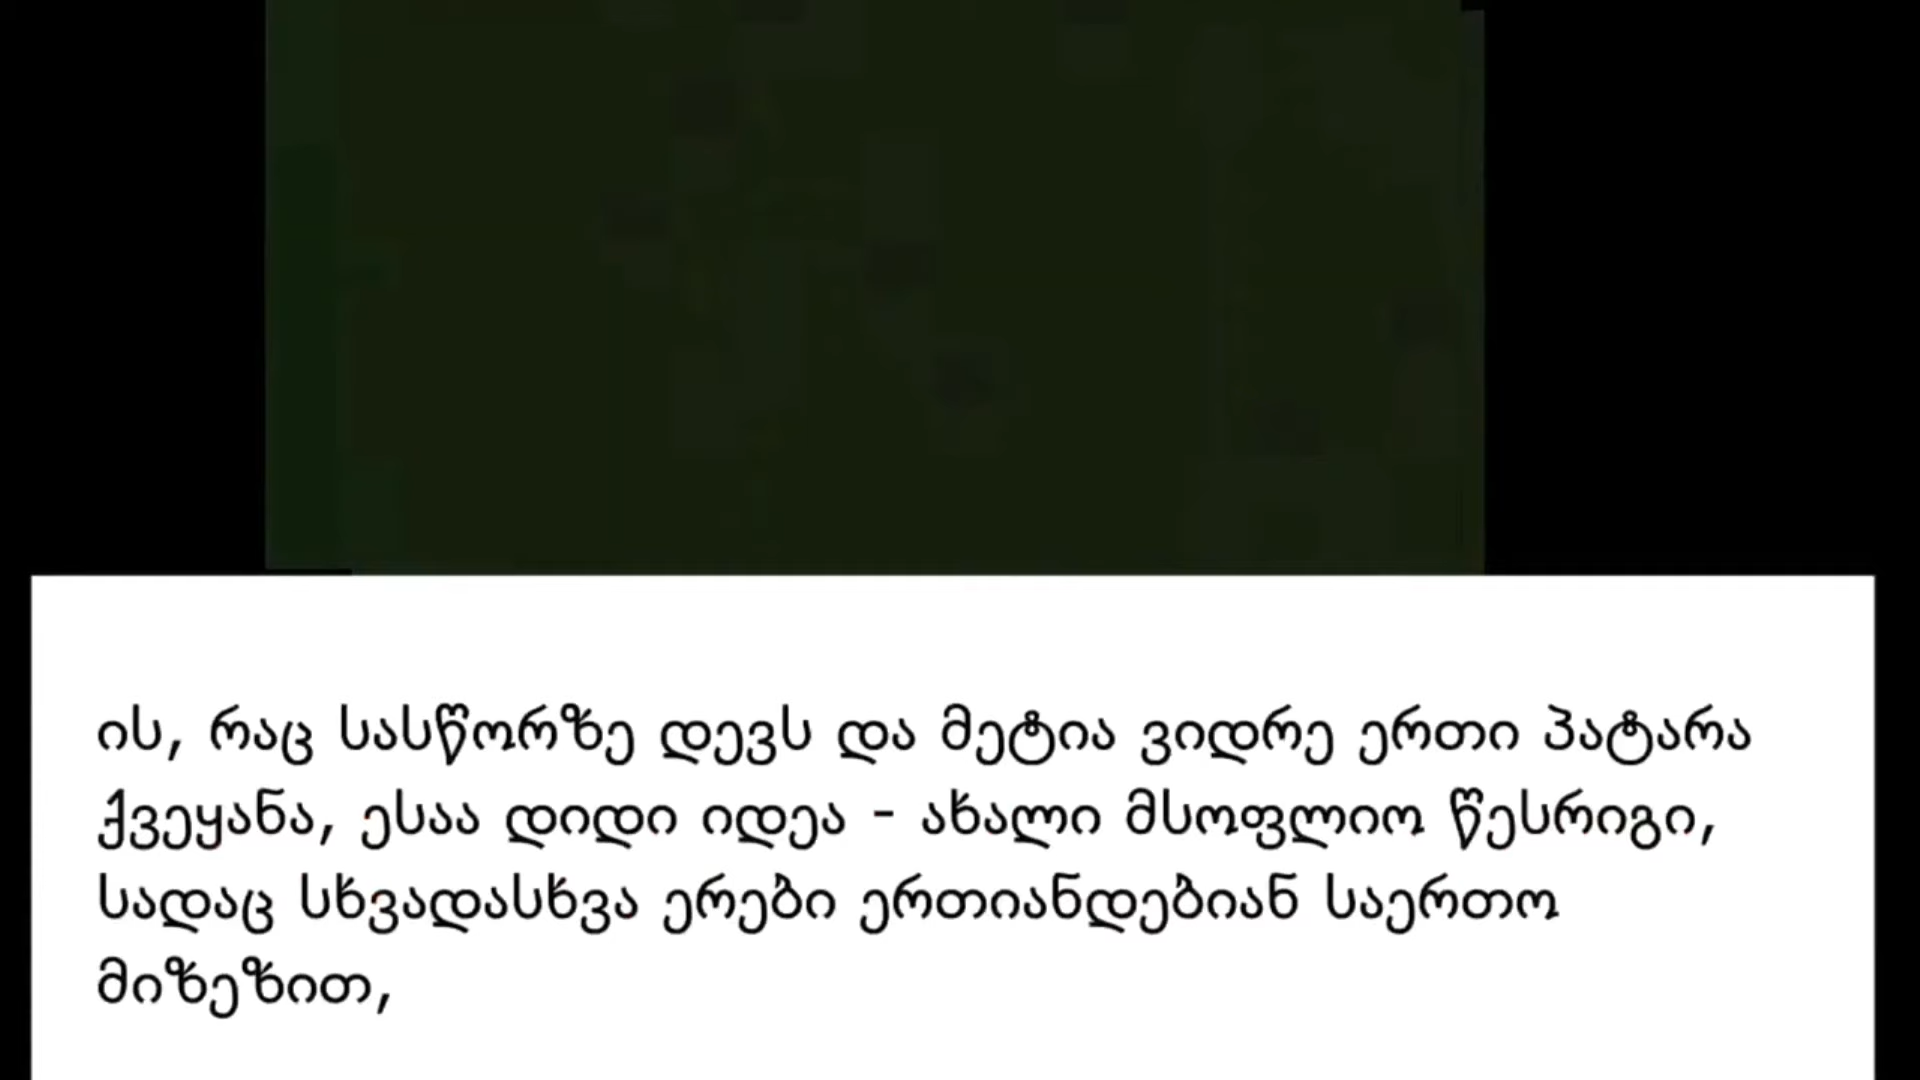 ის, რაც სასწორზე დევს და მეტია ვიდრე ერთი პატარა
ქვეყანა, ესაა დიდი იდეა - ახალი მსოფლიო წესრიგი,
სადაც სხვადასხვა ერები ერთიანდებიან საერთო
მიზეზით,